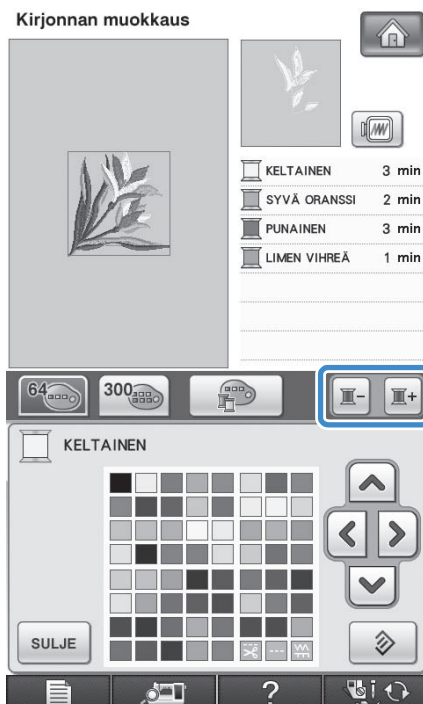 Kirjonnan muokkaus
KELTAINEN 3 min
SYVÄ ORANSSI 2 min
PUNAINEN 3 min
LIMEN VIHREÄ 1 min
64 300 - +
KELTAINEN
SULJE
?